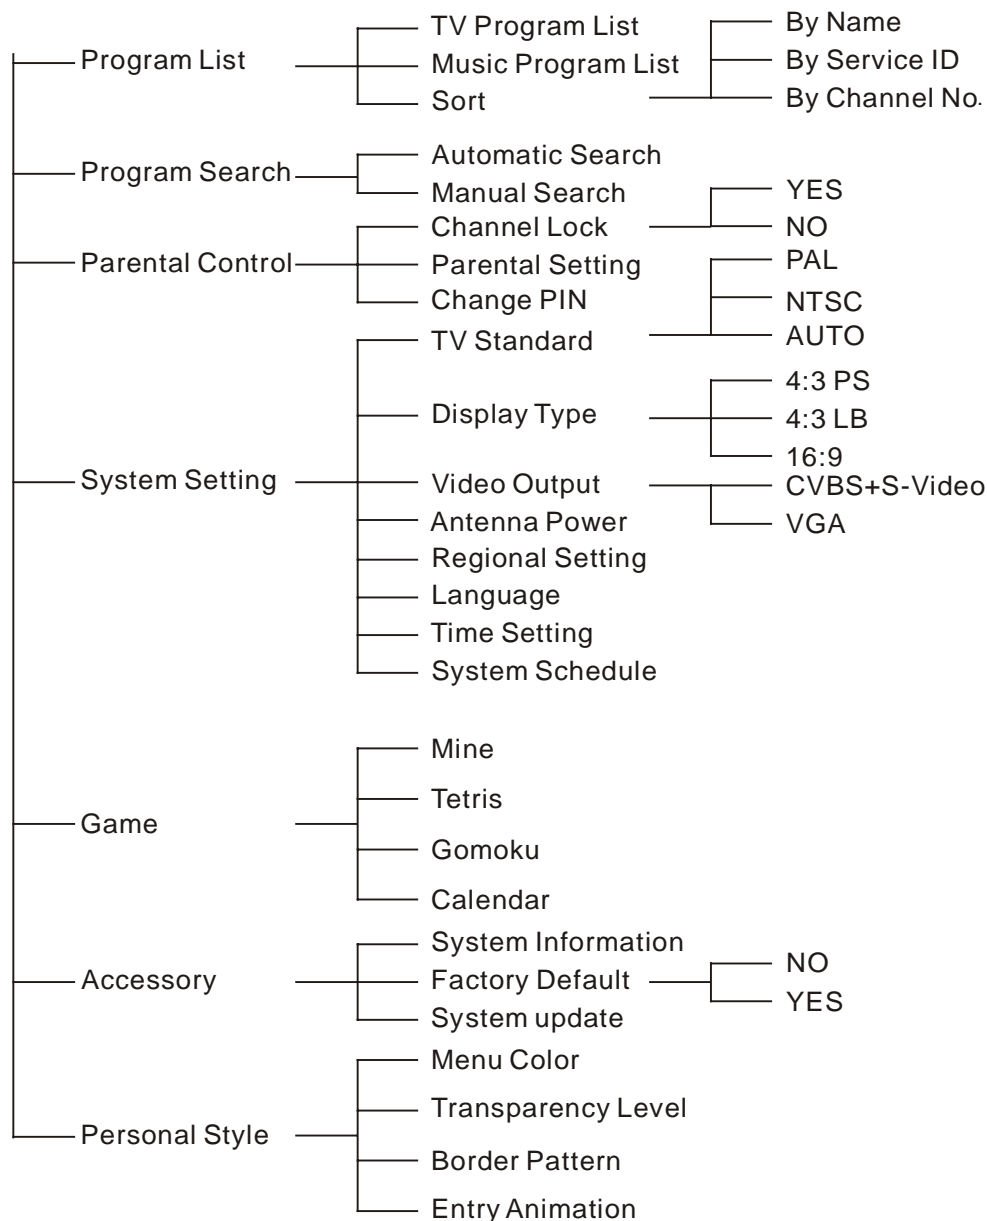 Program List
TV Program List
Music Program List
Sort
By Name
By Service ID
By Channel No.
Program Search
Automatic Search
Manual Search
Parental Control
Channel Lock
YES
NO
Parental Setting
Change PIN
System Setting
TV Standard
PAL
NTSC
AUTO
Display Type
4:3 PS
4:3 LB
16:9
Video Output
CVBS+S-Video
VGA
Antenna Power
Regional Setting
Language
Time Setting
System Schedule
Game
Mine
Tetris
Gomoku
Calendar
Accessory
System Information
Factory Default
NO
YES
System update
Personal Style
Menu Color
Transparency Level
Border Pattern
Entry Animation